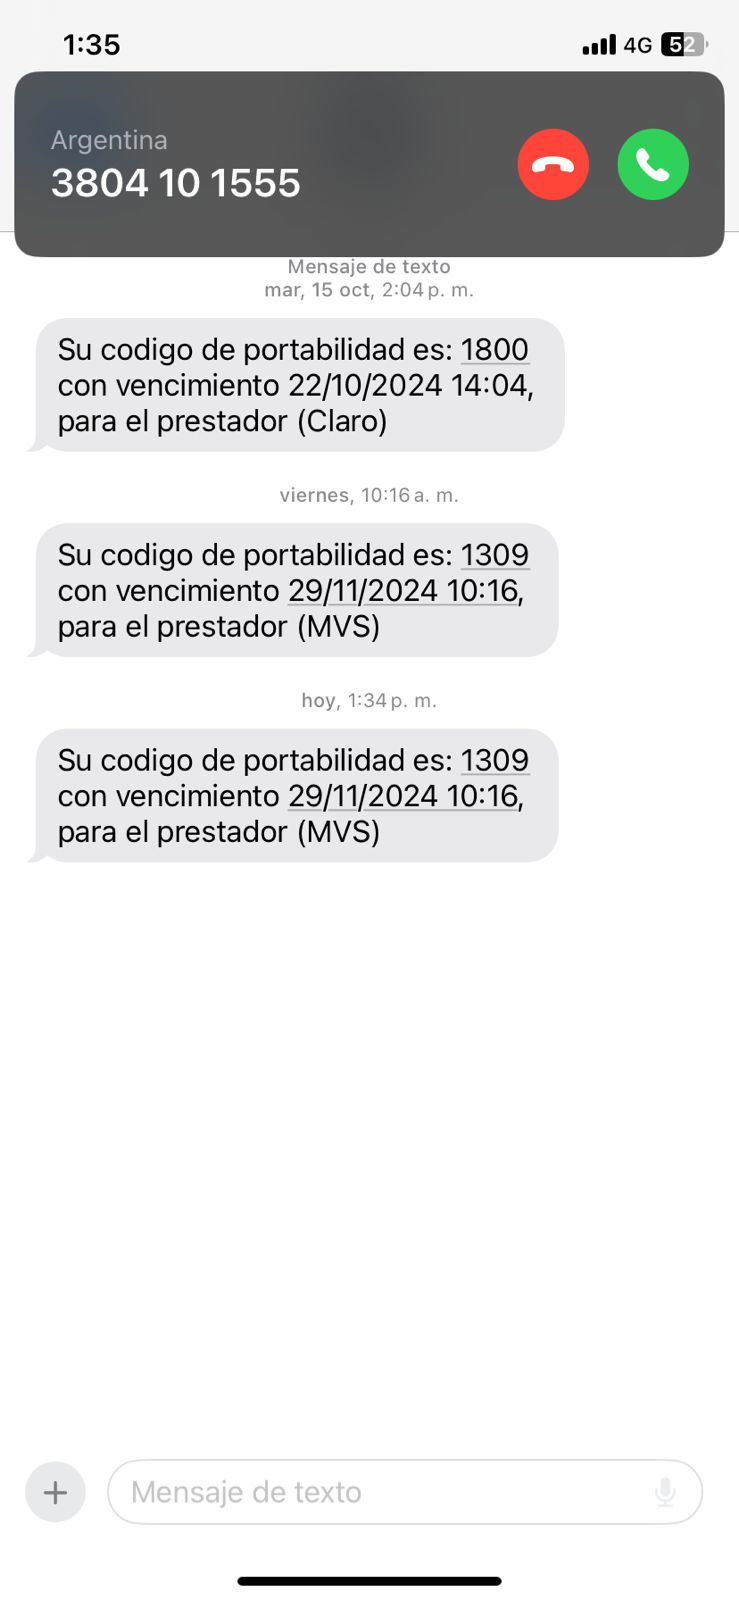 1:35
4G 52
Argentina
3804 10 1555
Mensaje de texto
mar, 15 oct, 2:04 p. m.
Su codigo de portabilidad es: 1800
con vencimiento 22/10/2024 14:04,
para el prestador (Claro)
viernes, 10:16 a. m.
Su codigo de portabilidad es: 1309
con vencimiento 29/11/2024 10:16,
para el prestador (MVS)
hoy, 1:34 p. m.
Su codigo de portabilidad es: 1309
con vencimiento 29/11/2024 10:16,
para el prestador (MVS)
Mensaje de texto